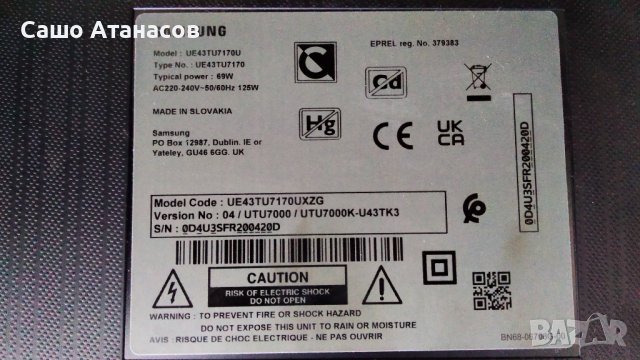 Сашо Атанасов
Model No. : UE43TU7170U
Type No. : UE43TU7170
Typical power : 69W
AC220-240V~50/60Hz 125W
EPREL reg. No. 379383
C
Cd
Hg
CE
UK
CA
MADE IN SLOVAKIA
Samsung
PO Box 12987, Dublin. IE or
Yateley, GU46 6GG. UK
0D4U3SFR200420D
Model Code : UE43TU7170UXZG
Version No : 04 / UTU7000 / UTU7000K-U43TK3
S/N : 0D4U3SFR200420D
CAUTION
RISK OF ELECTRIC SHOCK
DO NOT OPEN
WARNING : TO PREVENT FIRE OR SHOCK HAZARD
DO NOT EXPOSE THIS UNIT TO RAIN OR MOISTURE
AVIS : RISQUE DE CHOC ELECTRIQUE - NE PAS OUVRIR
bazar